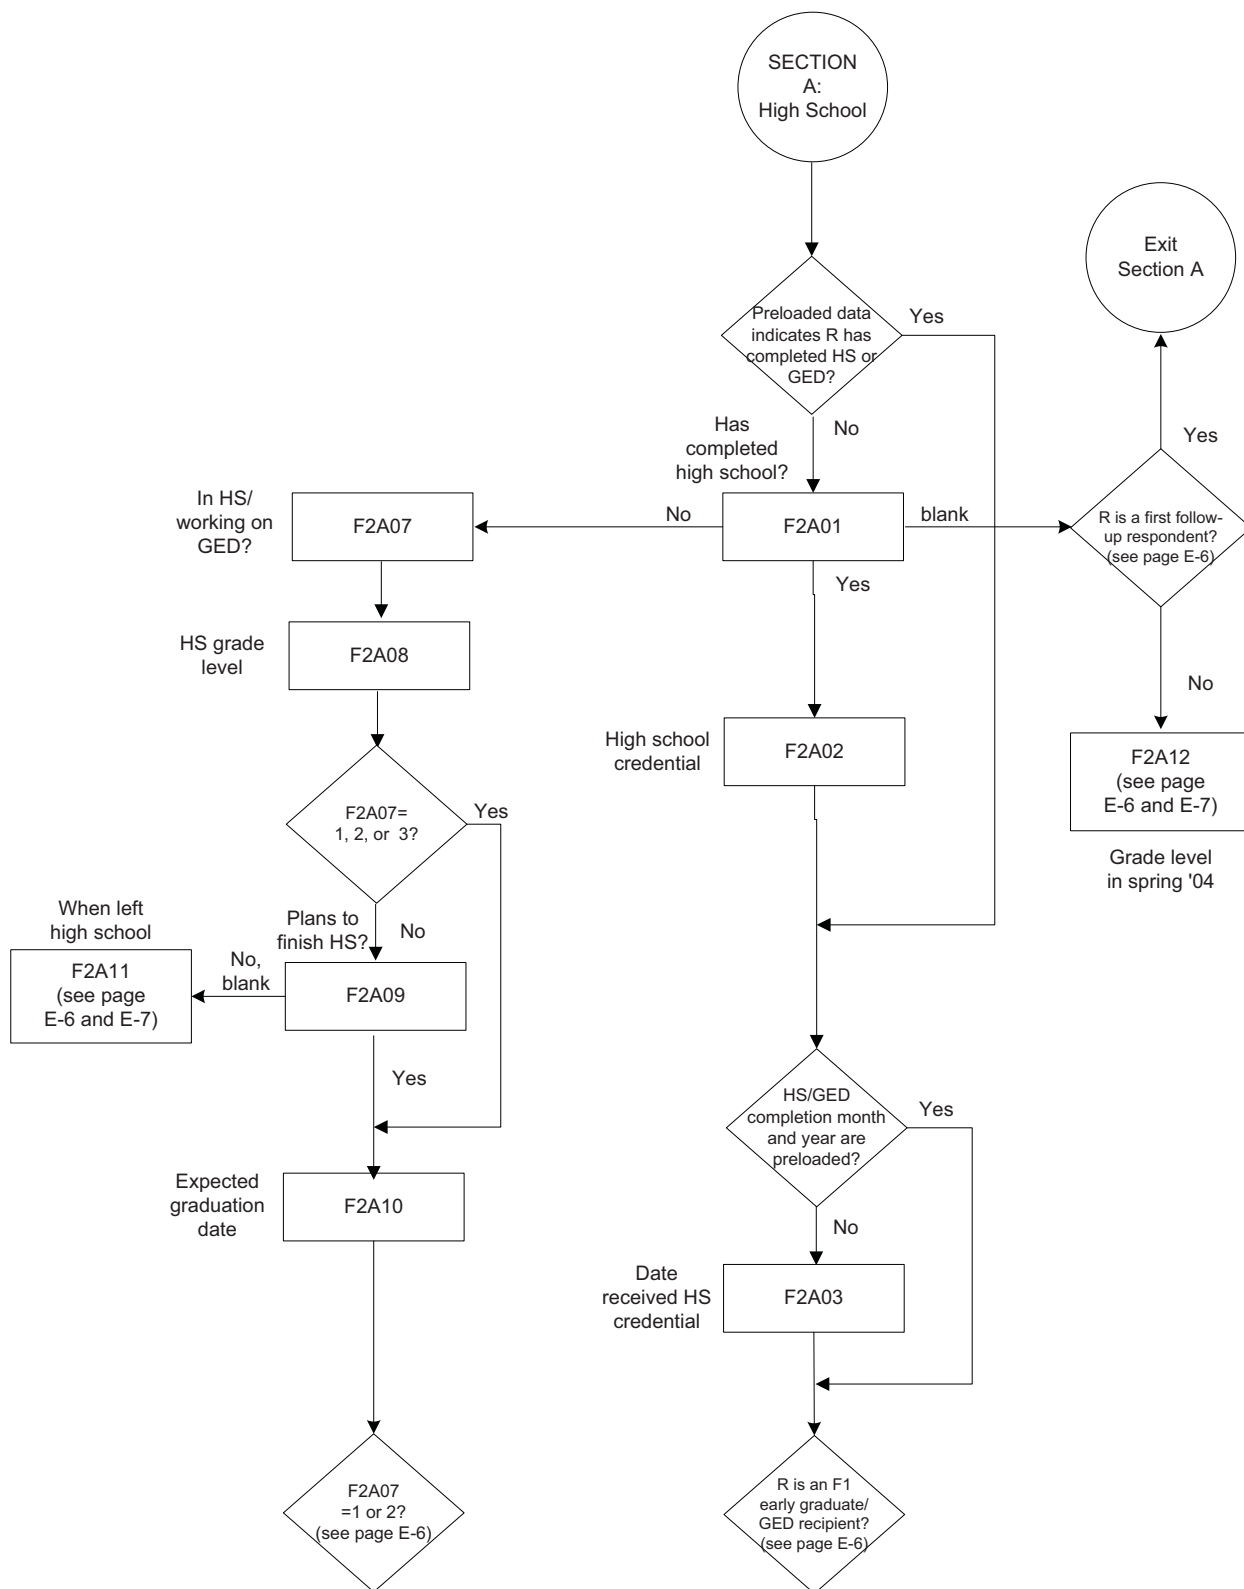 SECTION
A:
High School
Exit
Section A
Preloaded data
indicates R has
completed HS or
GED?
Yes
No
Has
completed
high school?
Yes
In HS/
working on
GED?
F2A07
No
F2A01
blank
R is a first follow-
up respondent?
(see page E-6)
Yes
HS grade
level
F2A08
No
High school
credential
F2A02
F2A12
(see page
E-6 and E-7)
Grade level
in spring '04
F2A07=
1, 2, or 3?
Yes
When left
high school
Plans to
finish HS?
No
No,
blank
F2A11
(see page
E-6 and E-7)
F2A09
Yes
HS/GED
completion month
and year are
preloaded?
Yes
Expected
graduation
date
F2A10
No
Date
received HS
credential
F2A03
F2A07
=1 or 2?
(see page E-6)
R is an F1
early graduate/
GED recipient?
(see page E-6)